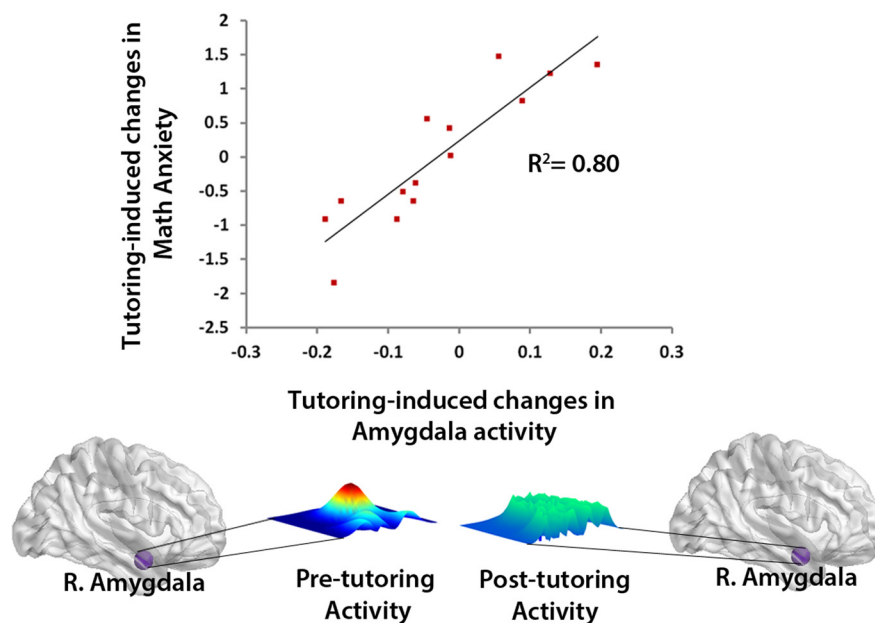 2
1.5
1
0.5
0
-0.5
-1
-1.5
-2
-2.5
Tutoring-induced changes in
Math Anxiety
R²= 0.80
-0.3 -0.2 -0.1 0 0.1 0.2 0.3
Tutoring-induced changes in
Amygdala activity
R. Amygdala
Pre-tutoring
Activity
Post-tutoring
Activity
R. Amygdala